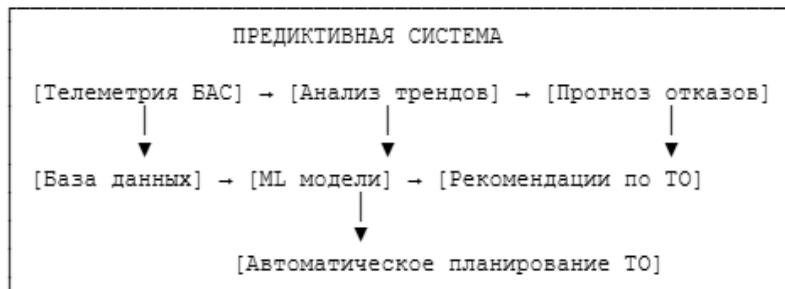 ПРЕДИКТИВНАЯ СИСТЕМА
[Телеметрия БАС] → [Анализ трендов] → [Прогноз отказов]
[База данных] → [ML модели] → [Рекомендации по ТО]
[Автоматическое планирование ТО]